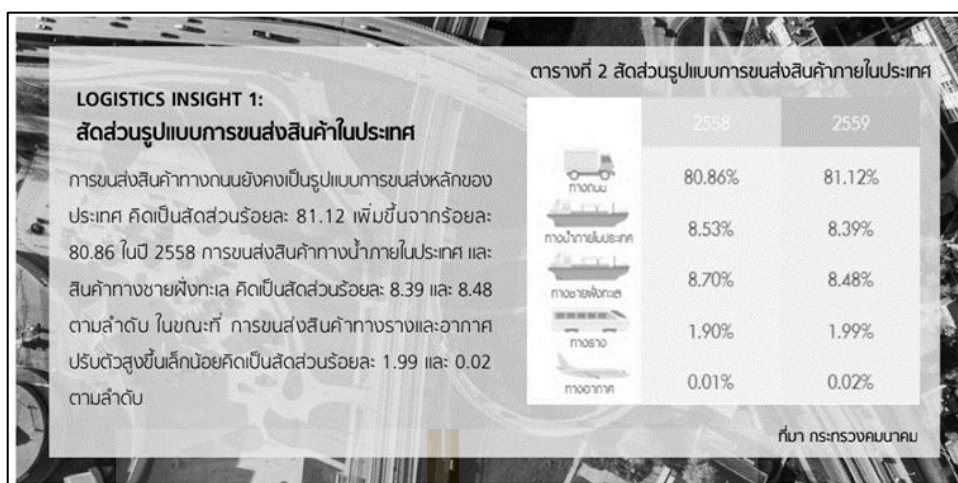 LOGISTICS INSIGHT 1:
สัดส่วนรูปแบบการขนส่งสินค้าในประเทศ
การขนส่งสินค้าทางถนนยังคงเป็นรูปแบบการขนส่งหลักของ
ประเทศ คิดเป็นสัดส่วนร้อยละ 81.12 เพิ่มขึ้นจากร้อยละ
80.86 ในปี 2558 การขนส่งสินค้าทางน้ำภายในประเทศ และ
สินค้าทางชายฝั่งทะเล คิดเป็นสัดส่วนร้อยละ 8.39 และ 8.48
ตามลำดับ ในขณะที่ การขนส่งสินค้าทางรางและอากาศ
ปรับตัวสูงขึ้นเล็กน้อยคิดเป็นสัดส่วนร้อยละ 1.99 และ 0.02
ตามลำดับ
ตารางที่ 2 สัดส่วนรูปแบบการขนส่งสินค้าภายในประเทศ
2558 2559
ทางถนน 80.86% 81.12%
ทางน้ำภายในประเทศ 8.53% 8.39%
ทางชายฝั่งทะเล 8.70% 8.48%
ทางราง 1.90% 1.99%
ทางอากาศ 0.01% 0.02%
ที่มา กระทรวงคมนาคม